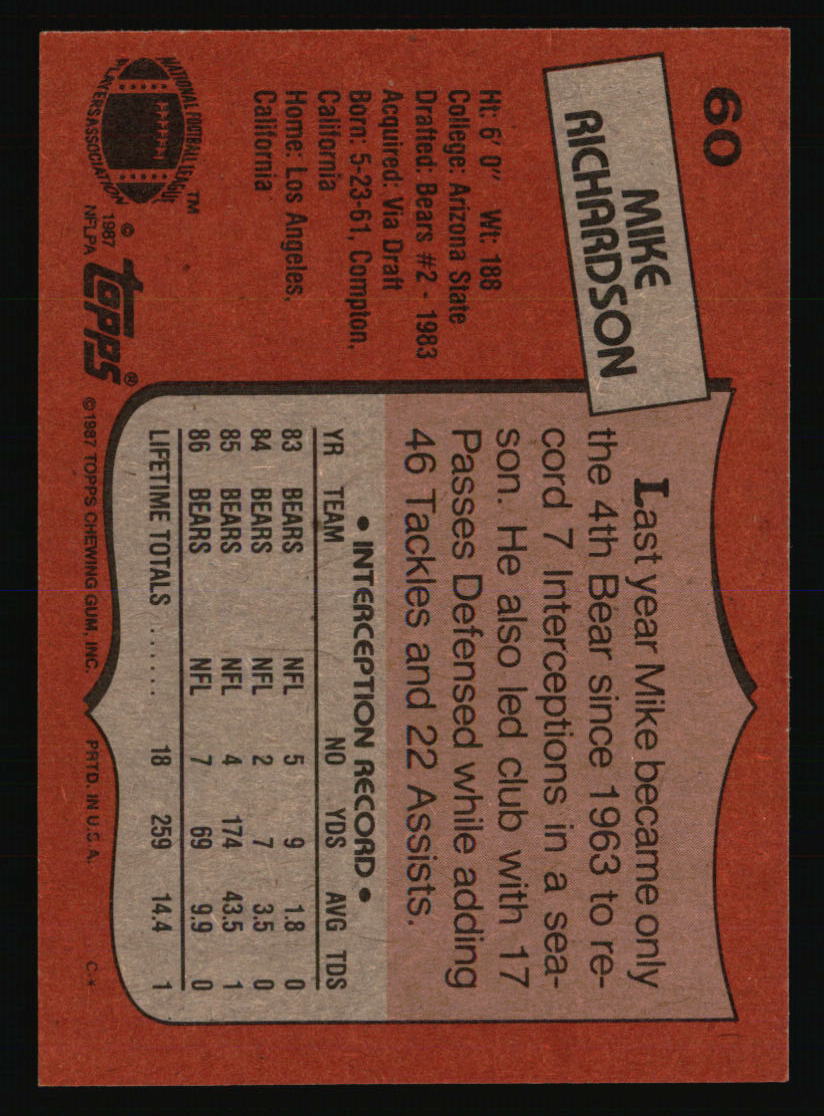 60
MIKE
RICHARDSON
Ht: 6' 0" Wt: 188
College: Arizona State
Drafted: Bears #2 - 1983
Acquired: Via Draft
Born: 5-23-61, Compton,
California
Home: Los Angeles,
California
NATIONAL FOOTBALL LEAGUE
PLAYERS ASSOCIATION
™
© 1987
NFLPA
topps®
Last year Mike became only
the 4th Bear since 1963 to re-
cord 7 Interceptions in a sea-
son. He also led club with 17
Passes Defensed while adding
46 Tackles and 22 Assists.
• INTERCEPTION RECORD •
YR TEAM NO YDS AVG TDS
83 BEARS NFL 5 9 1.8 0
84 BEARS NFL 2 7 3.5 0
85 BEARS NFL 4 174 43.5 1
86 BEARS NFL 7 69 9.9 0
LIFETIME TOTALS ...... 18 259 14.4 1
©1987 TOPPS CHEWING GUM, INC. PRTD. IN U.S.A. C*